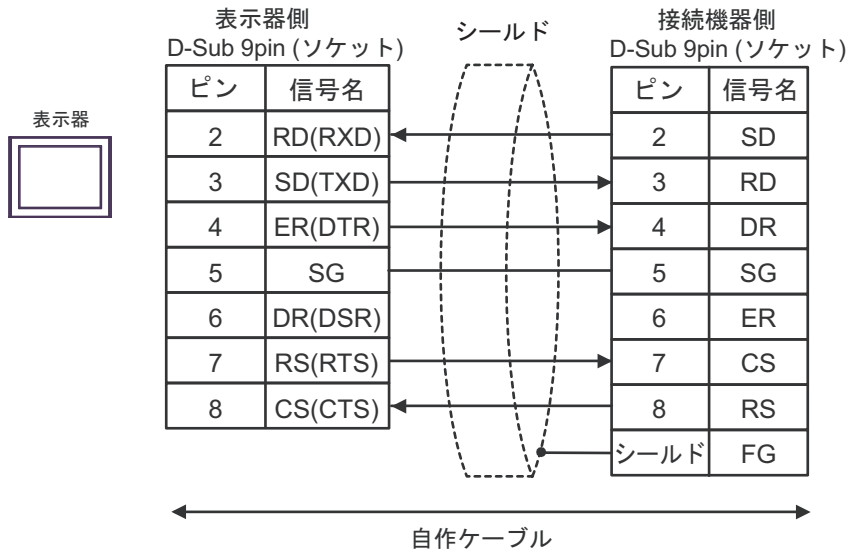 表示器側
D-Sub 9pin (ソケット)
シールド
接続機器側
D-Sub 9pin (ソケット)
表示器
ピン 信号名 ピン 信号名
2 RD(RXD) 2 SD
3 SD(TXD) 3 RD
4 ER(DTR) 4 DR
5 SG 5 SG
6 DR(DSR) 6 ER
7 RS(RTS) 7 CS
8 CS(CTS) 8 RS
シールド FG
自作ケーブル